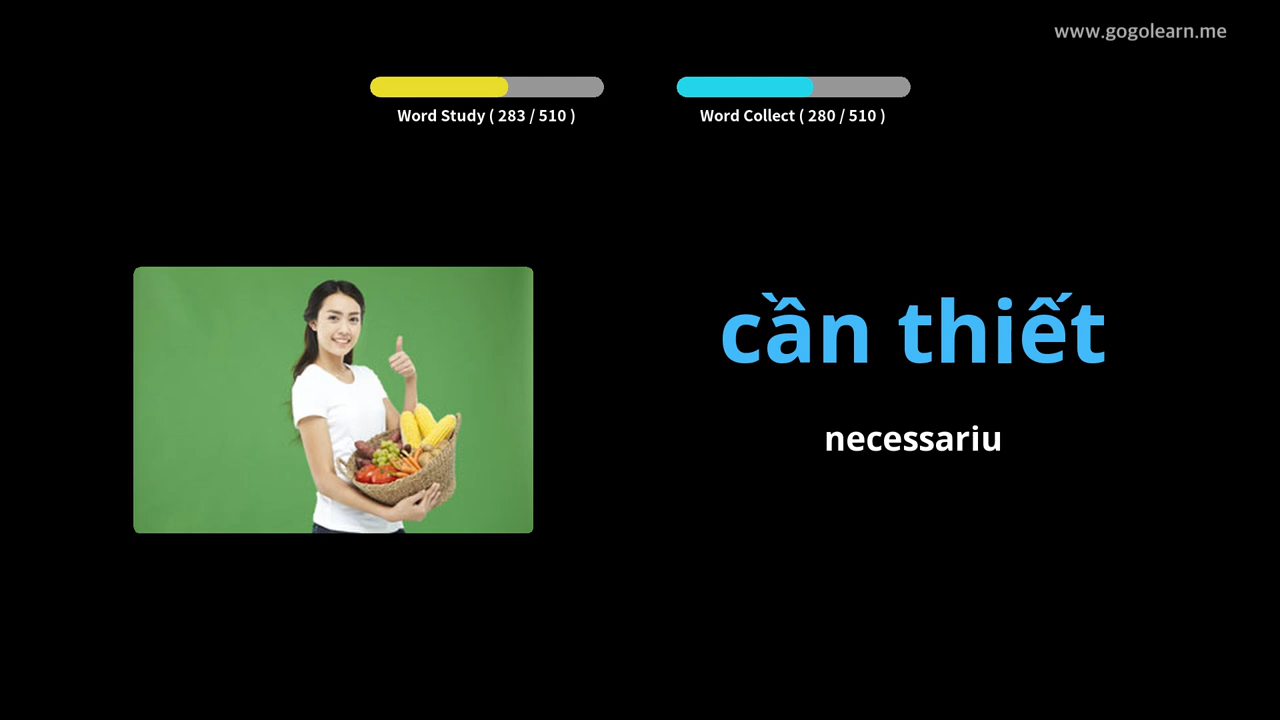 www.gogolearn.me
Word Study ( 283 / 510 )
Word Collect ( 280 / 510 )
cần thiết
necessariu